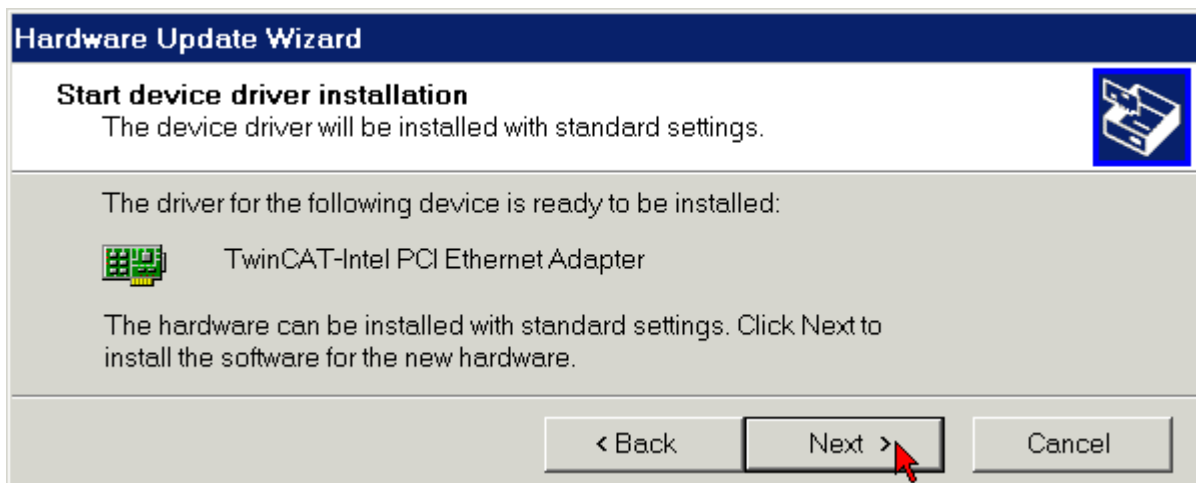 Hardware Update Wizard
Start device driver installation
The device driver will be installed with standard settings.
The driver for the following device is ready to be installed:
TwinCAT-Intel PCI Ethernet Adapter
The hardware can be installed with standard settings. Click Next to
install the software for the new hardware.
< Back
Next >
Cancel